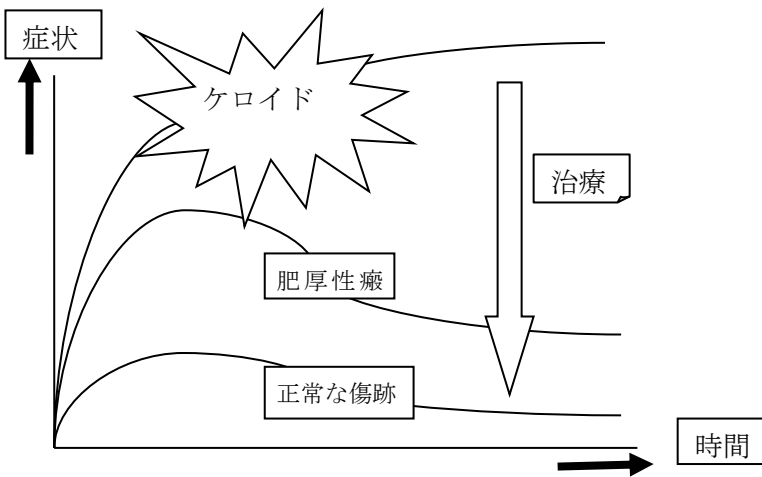 症状
ケロイド
治療
肥厚性瘢
正常な傷跡
時間